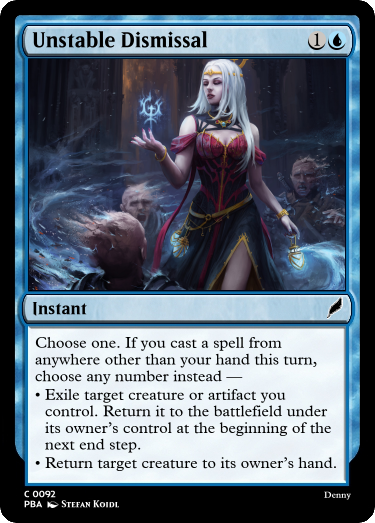 Unstable Dismissal 1
Instant
Choose one. If you cast a spell from
anywhere other than your hand this turn,
choose any number instead —
• Exile target creature or artifact you
control. Return it to the battlefield under
its owner's control at the beginning of the
next end step.
• Return target creature to its owner's hand.
C 0092 Denny
PBA Stefan Koidl